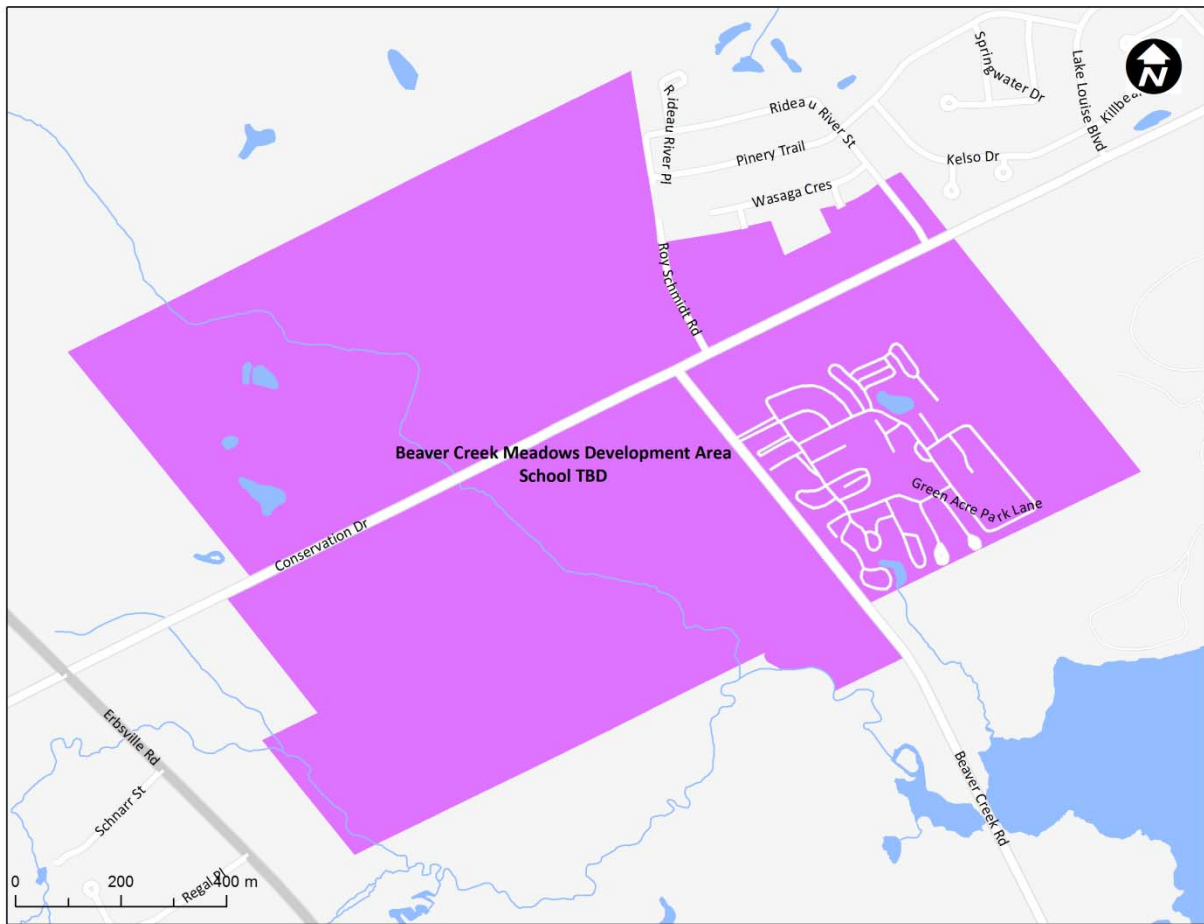 Springwater Dr
Lake Louise Blvd
N
Killbea
Rideau River Pl
Rideau River St
Pinery Trail
Kelso Dr
Wasaga Cres
Roy Schmidt Rd
Beaver Creek Meadows Development Area
School TBD
Green Acre Park Lane
Conservation Dr
Erbsville Rd
Schnarr St
Beaver Creek Rd
Regal Pl
0 200 400 m